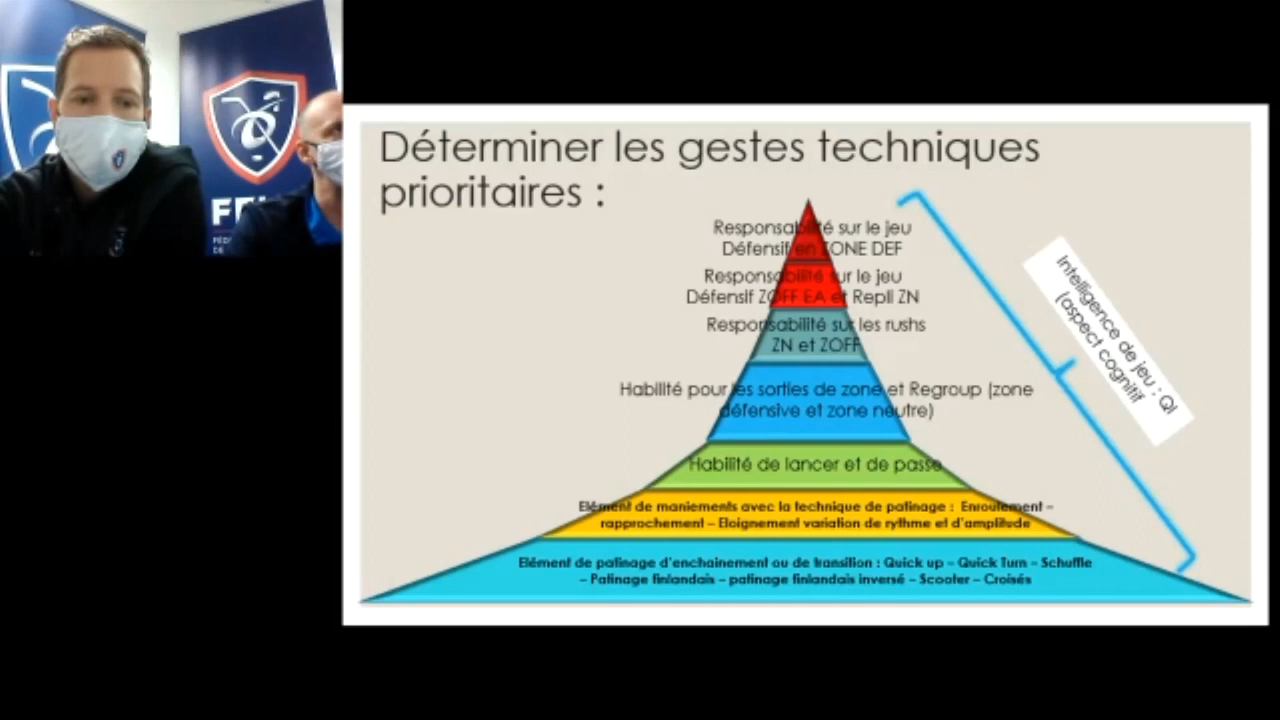 Déterminer les gestes techniques
prioritaires :
Responsabilité sur le jeu
Défensif en ZONE DEF
Responsabilité sur le jeu
Défensif ZOFF EA et Repli ZN
Responsabilité sur les rushs
ZN et ZOFF
Habilité pour les sorties de zone et Regroup (zone
défensive et zone neutre)
Habilité de lancer et de passe
Elément de maniements avec la technique de patinage : Enroulement –
rapprochement – Eloignement variation de rythme et d'amplitude
Elément de patinage d'enchainement ou de transition : Quick up – Quick Turn – Schuffle
– Patinage finlandais – patinage finlandais inversé – Scooter – Croisés
Intelligence de jeu : QI
(aspect cognitif